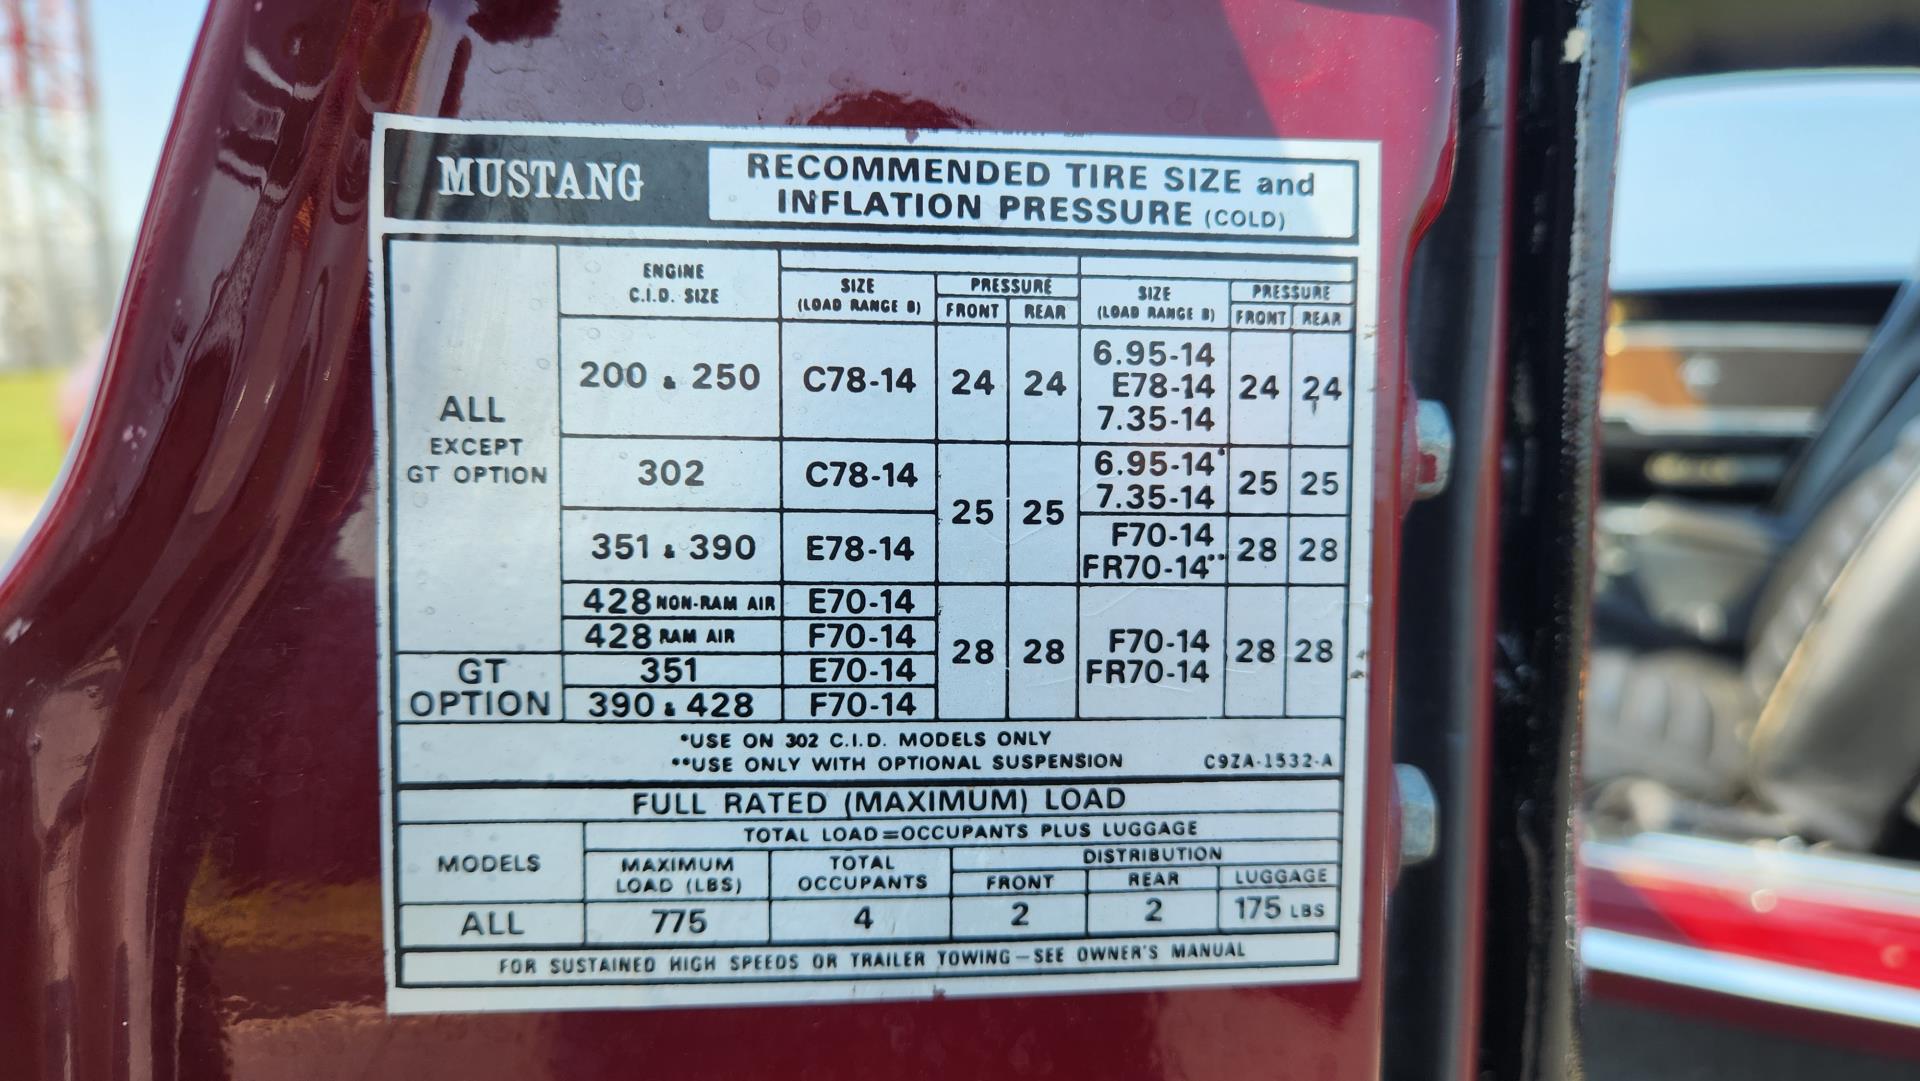 MUSTANG
RECOMMENDED TIRE SIZE and
INFLATION PRESSURE (COLD)
ENGINE
C.I.D. SIZE
SIZE
(LOAD RANGE B)
PRESSURE
FRONT REAR
SIZE
(LOAD RANGE B)
PRESSURE
FRONT REAR
ALL
EXCEPT
GT OPTION
200 & 250 C78-14 24 24
6.95-14
E78-14
7.35-14
24 24
302 C78-14
25 25
6.95-14*
7.35-14
25 25
351 & 390 E78-14
F70-14
FR70-14**
28 28
428 NON-RAM AIR E70-14
428 RAM AIR F70-14
28 28
F70-14
FR70-14
28 28
GT
OPTION
351 E70-14
390 & 428 F70-14
*USE ON 302 C.I.D. MODELS ONLY
**USE ONLY WITH OPTIONAL SUSPENSION C9ZA-1532-A
FULL RATED (MAXIMUM) LOAD
MODELS
TOTAL LOAD=OCCUPANTS PLUS LUGGAGE
MAXIMUM
LOAD (LBS)
TOTAL
OCCUPANTS
DISTRIBUTION
FRONT REAR LUGGAGE
ALL 775 4 2 2 175 LBS
FOR SUSTAINED HIGH SPEEDS OR TRAILER TOWING—SEE OWNER'S MANUAL